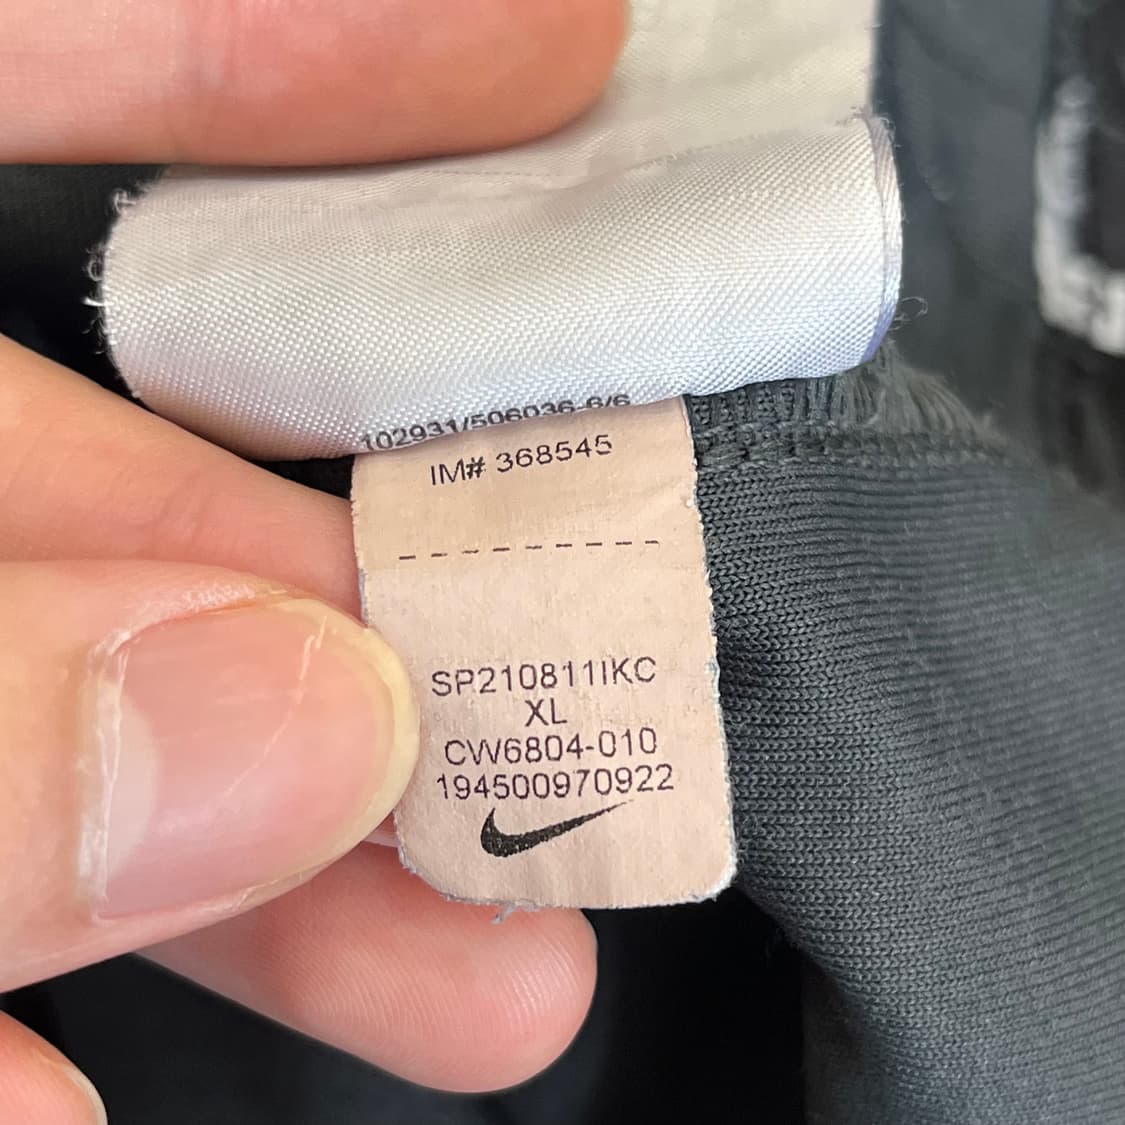 102931/506036-6/6
IM# 368545
SP210811IKC
XL
CW6804-010
194500970922